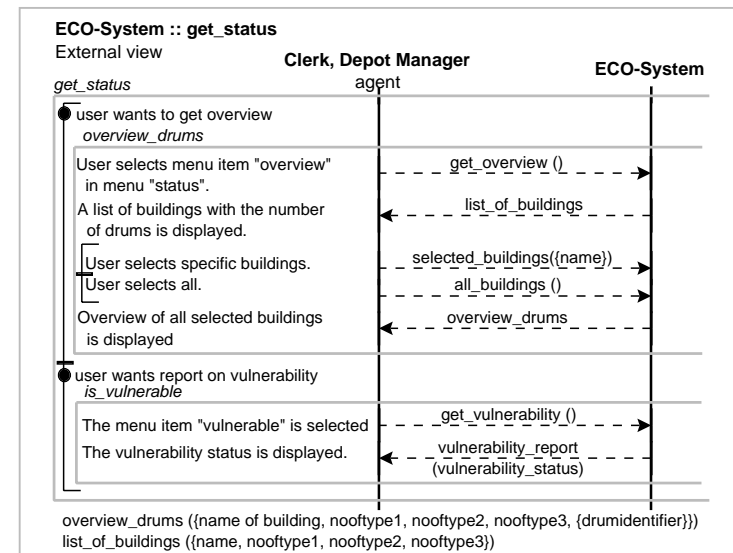 ECO-System :: get_status
External view
Clerk, Depot Manager
agent
ECO-System
get_status
user wants to get overview
overview_drums
User selects menu item "overview"
in menu "status".
get_overview ()
A list of buildings with the number
of drums is displayed.
list_of_buildings
User selects specific buildings.
selected_buildings({name})
User selects all.
all_buildings ()
Overview of all selected buildings
is displayed
overview_drums
user wants report on vulnerability
is_vulnerable
The menu item "vulnerable" is selected
get_vulnerability ()
The vulnerability status is displayed.
vulnerability_report
(vulnerability_status)
overview_drums ({name of building, nooftype1, nooftype2, nooftype3, {drumidentifier}})
list_of_buildings ({name, nooftype1, nooftype2, nooftype3})